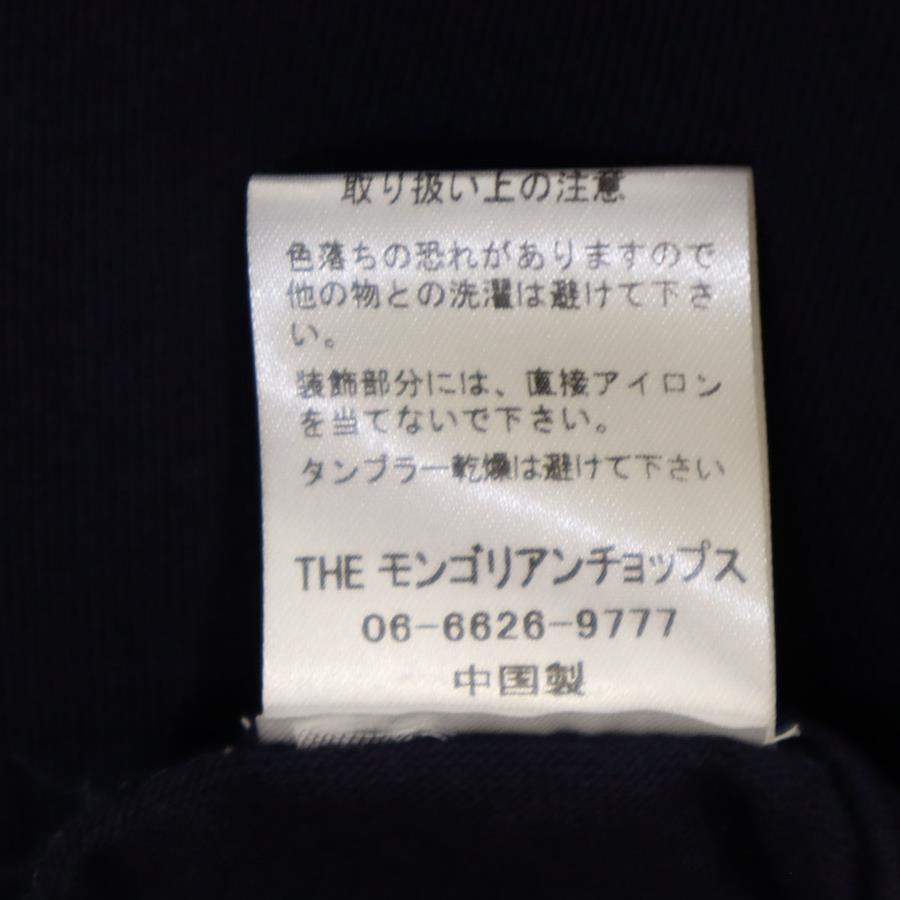 取り扱い上の注意
色落ちの恐れがありますので
他の物との洗濯は避けて下さ
い。
装飾部分には、直接アイロン
を当てないで下さい。
タンブラー乾燥は避けて下さい
THE モンゴリアンチョップス
06-6626-9777
中国製